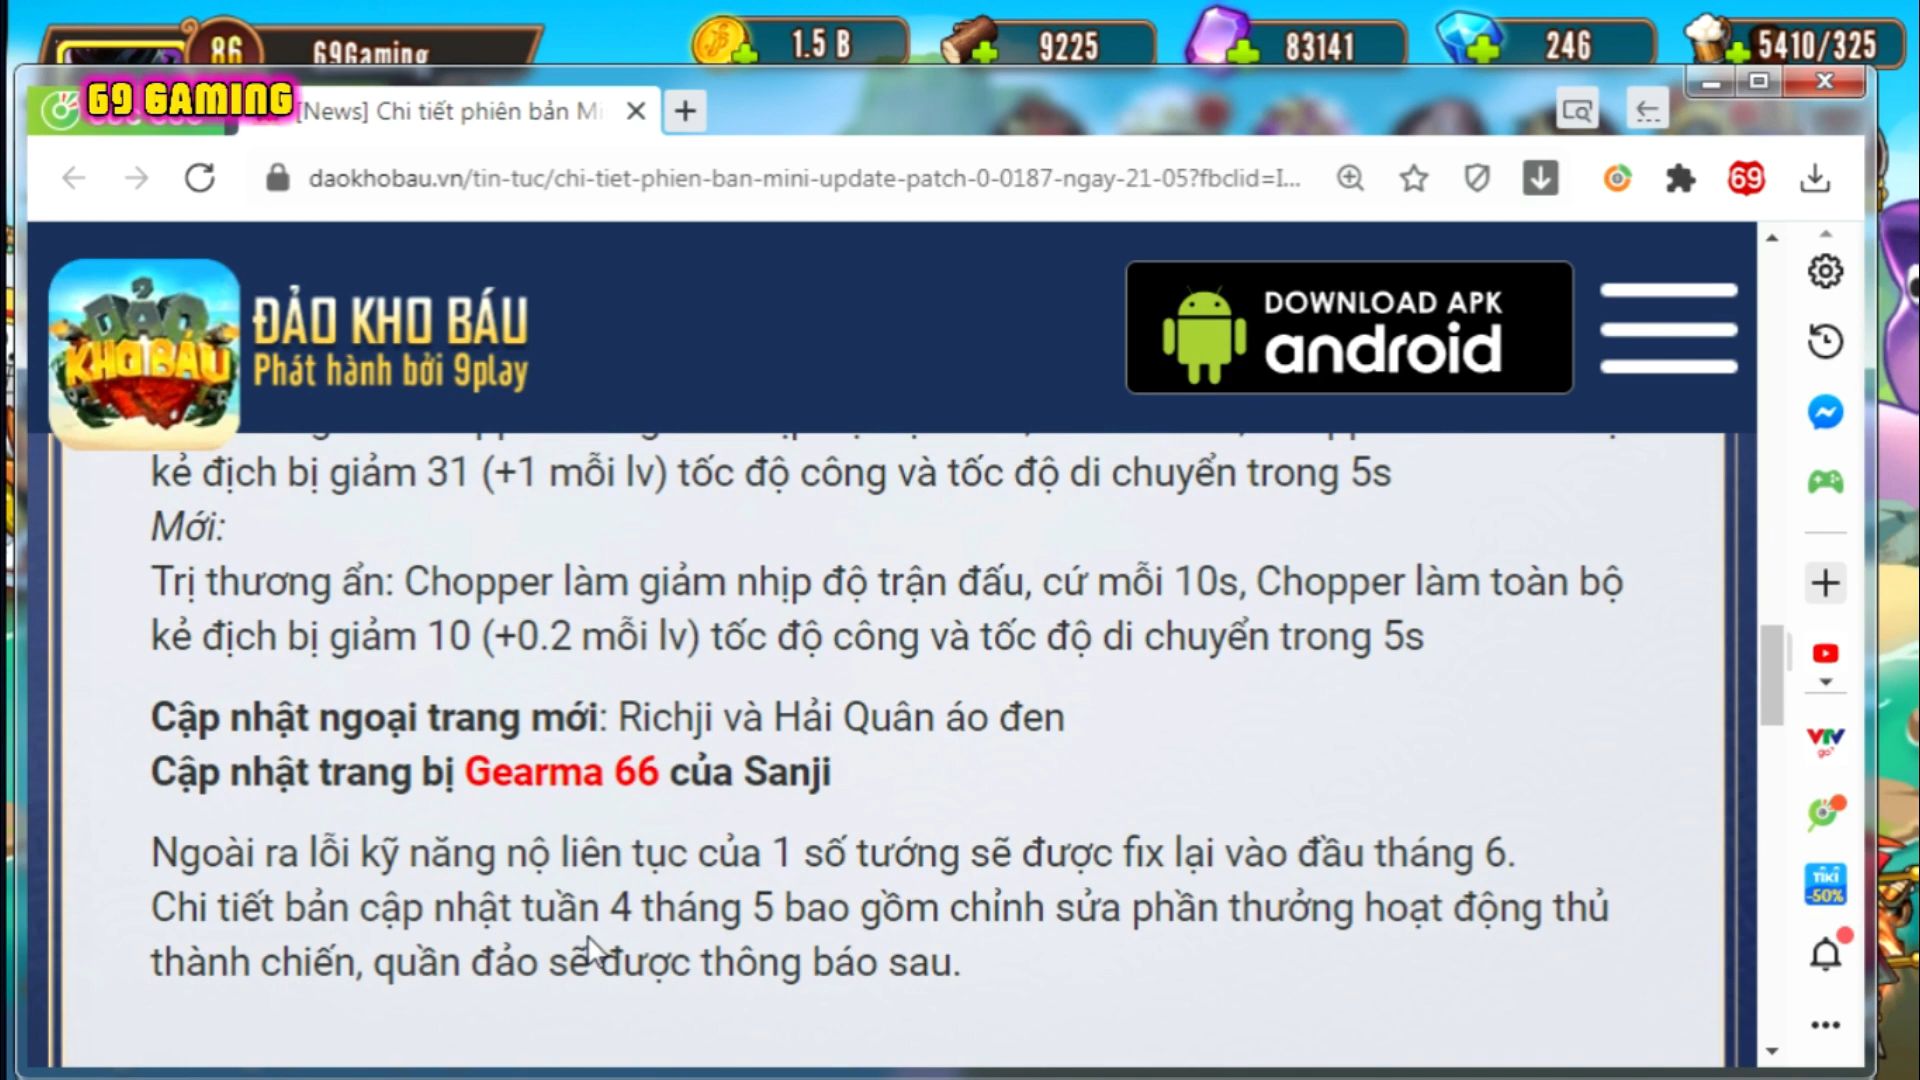 86
69Gaming
1.5 B
9225
83141
246
5410/325
69 GAMING
[News] Chi tiết phiên bản Mi
daokhobau.vn/tin-tuc/chi-tiet-phien-ban-mini-update-patch-0-0187-ngay-21-05?fbclid=I...
69
ĐẢO
KHO BÁU
ĐẢO KHO BÁU
Phát hành bởi 9play
DOWNLOAD APK
android
kẻ địch bị giảm 31 (+1 mỗi lv) tốc độ công và tốc độ di chuyển trong 5s
Mới:
Trị thương ẩn: Chopper làm giảm nhịp độ trận đấu, cứ mỗi 10s, Chopper làm toàn bộ
kẻ địch bị giảm 10 (+0.2 mỗi lv) tốc độ công và tốc độ di chuyển trong 5s
Cập nhật ngoại trang mới: Richji và Hải Quân áo đen
Cập nhật trang bị Gearma 66 của Sanji
Ngoài ra lỗi kỹ năng nộ liên tục của 1 số tướng sẽ được fix lại vào đầu tháng 6.
Chi tiết bản cập nhật tuần 4 tháng 5 bao gồm chỉnh sửa phần thưởng hoạt động thủ
thành chiến, quần đảo sẽ được thông báo sau.
VTV
go
TIKI
-50%